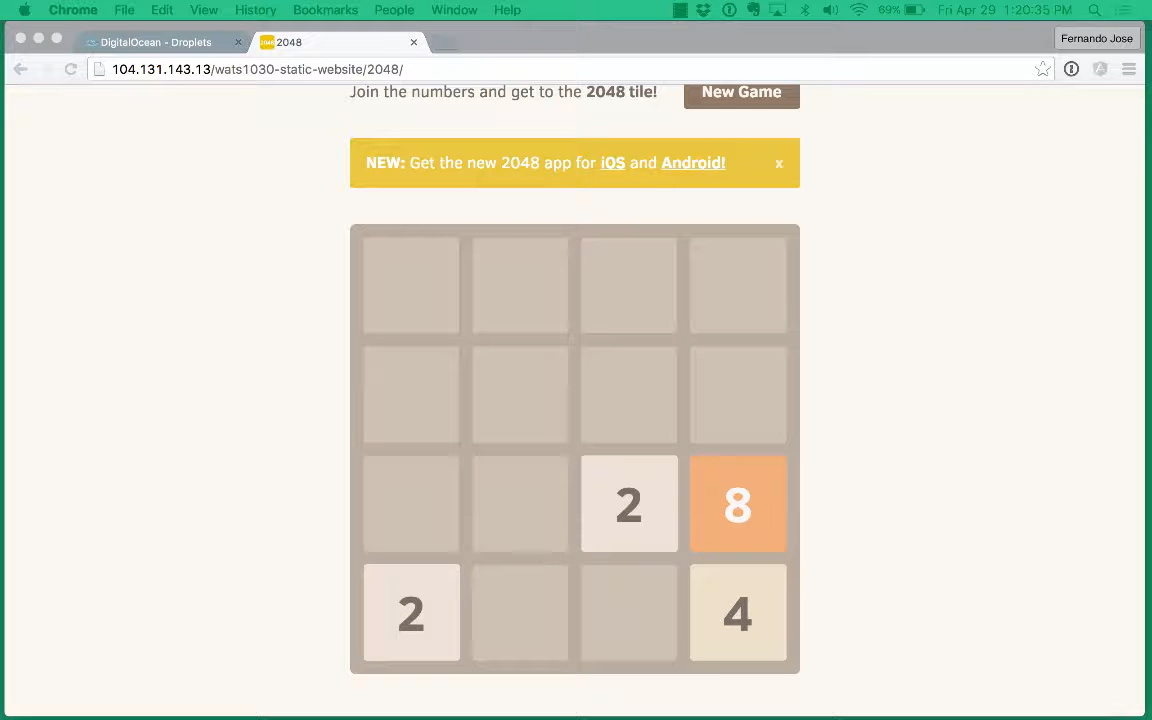 Chrome File Edit View History Bookmarks People Window Help 69% Fri Apr 29 1:20:35 PM
DigitalOcean - Droplets × 2048 × Fernando Jose
104.131.143.13/wats1030-static-website/2048/
Join the numbers and get to the 2048 tile! New Game
NEW: Get the new 2048 app for iOS and Android! x
2 8
2 4